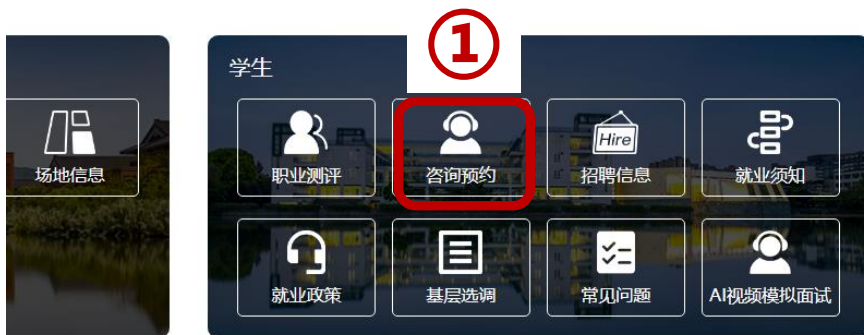 ①
学生
场地信息
职业测评
咨询预约
Hire
招聘信息
就业须知
就业政策
基层选调
常见问题
AI视频模拟面试